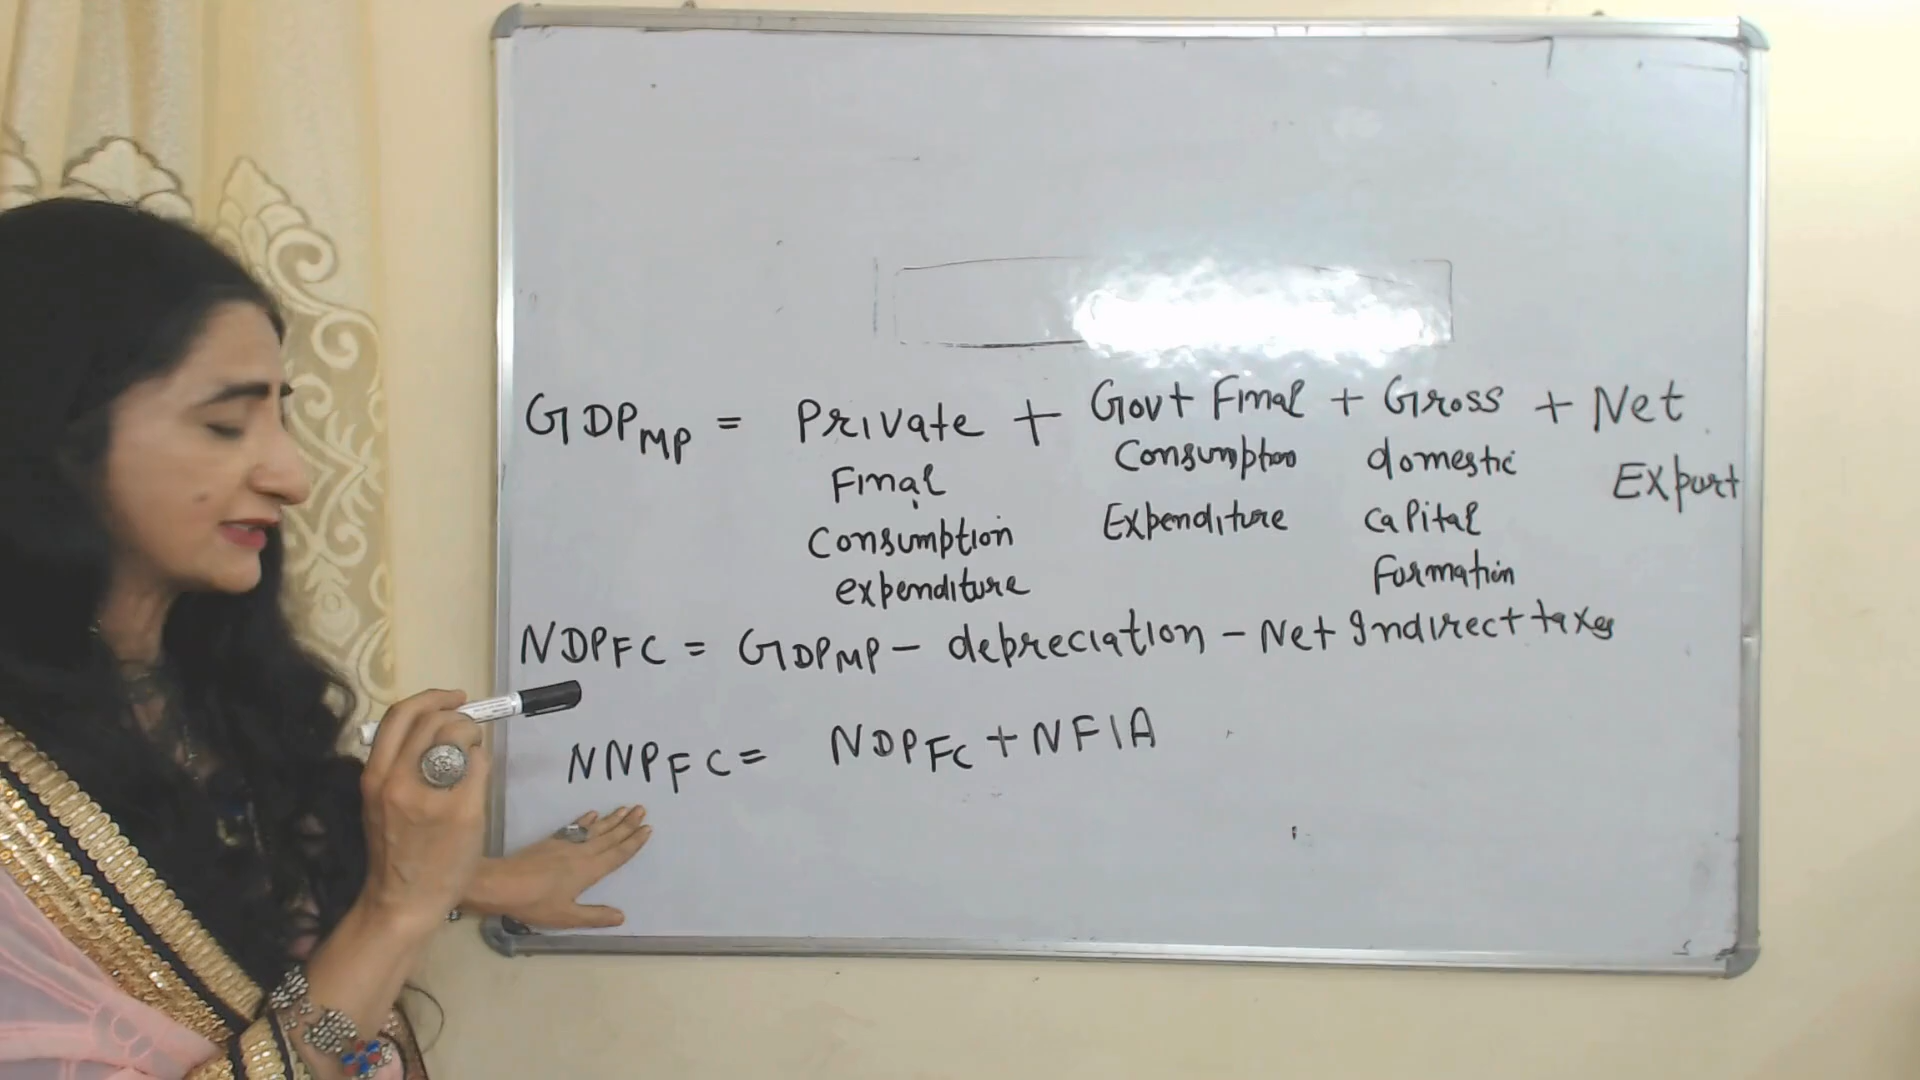 GDPMP = Private + Govt Final + Gross + Net
Final Consumption domestic Export
Consumption Expenditure capital
expenditure Formation
NDPFC = GDPMP - depreciation - Net Indirect taxes
NNPFC = NDPFC + NFIA